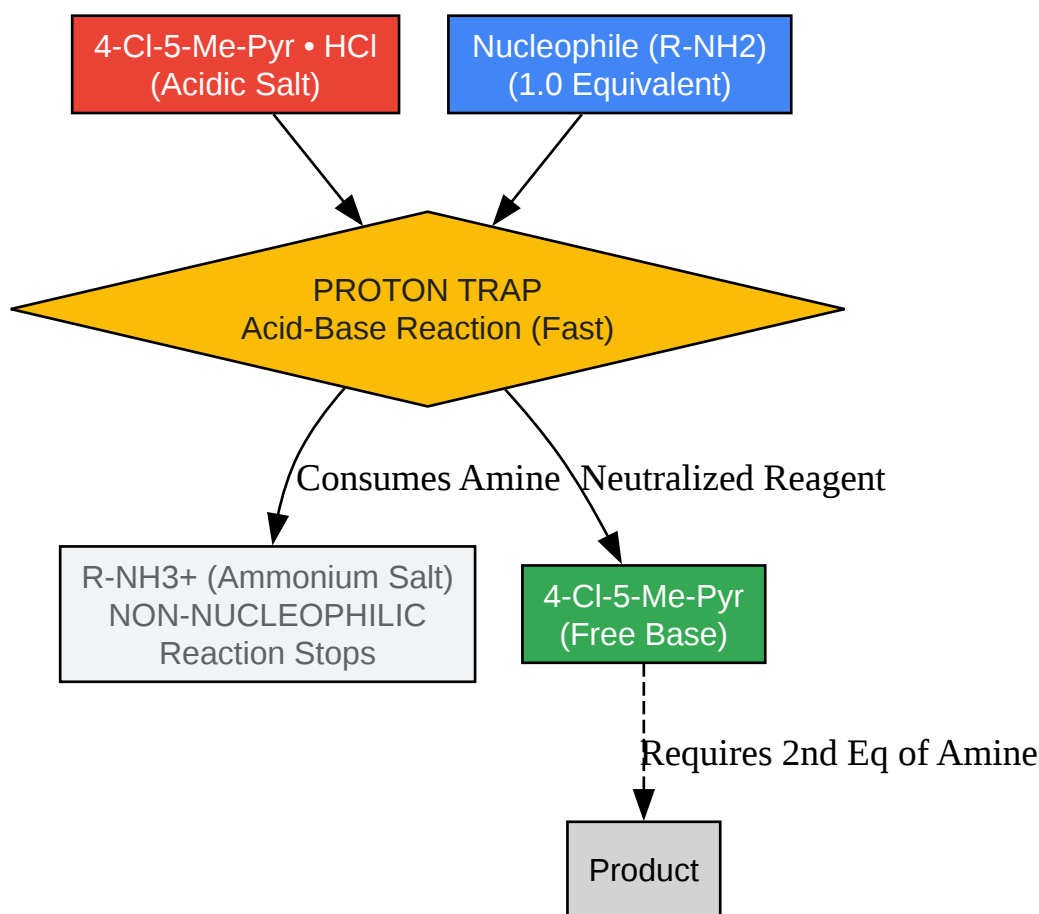 4-Cl-5-Me-Pyr • HCl
(Acidic Salt)
Nucleophile (R-NH2)
(1.0 Equivalent)
PROTON TRAP
Acid-Base Reaction (Fast)
Consumes Amine
Neutralized Reagent
R-NH3+ (Ammonium Salt)
NON-NUCLEOPHILIC
Reaction Stops
4-Cl-5-Me-Pyr
(Free Base)
Requires 2nd Eq of Amine
Product